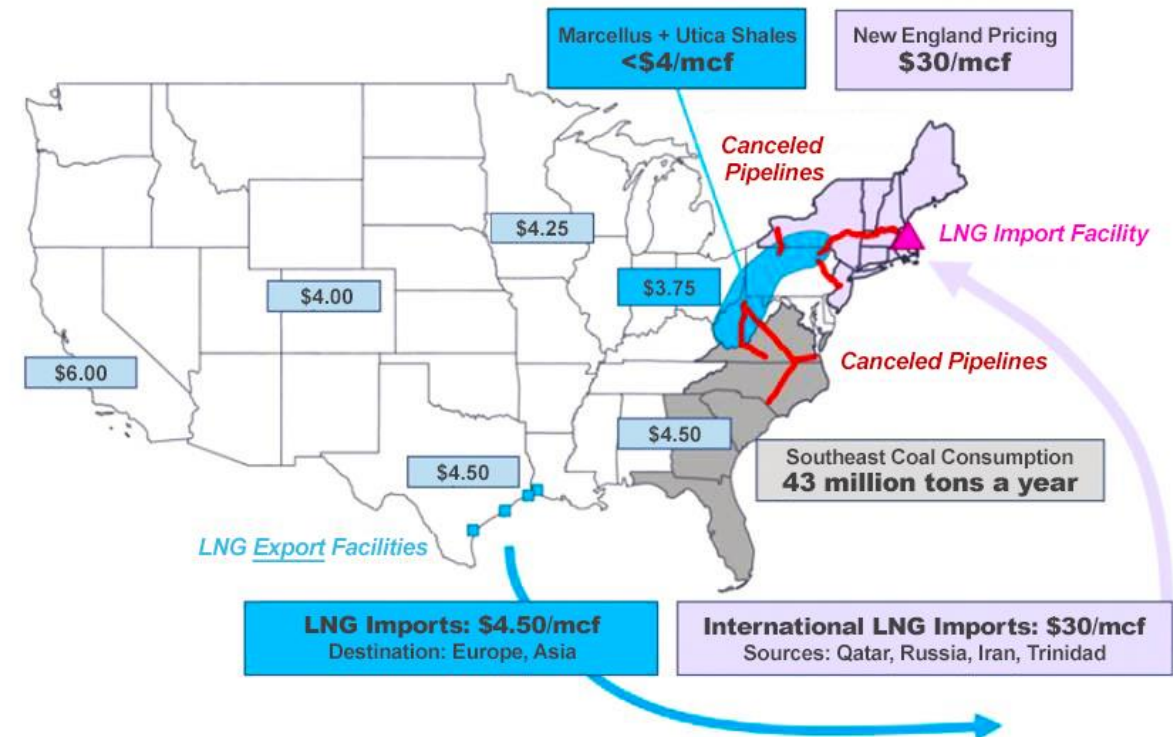 Marcellus + Utica Shales
<$4/mcf
New England Pricing
$30/mcf
Canceled
Pipelines
$4.25
LNG Import Facility
$3.75
$4.00
$6.00
Canceled Pipelines
$4.50
Southeast Coal Consumption
43 million tons a year
$4.50
LNG Export Facilities
LNG Imports: $4.50/mcf
Destination: Europe, Asia
International LNG Imports: $30/mcf
Sources: Qatar, Russia, Iran, Trinidad